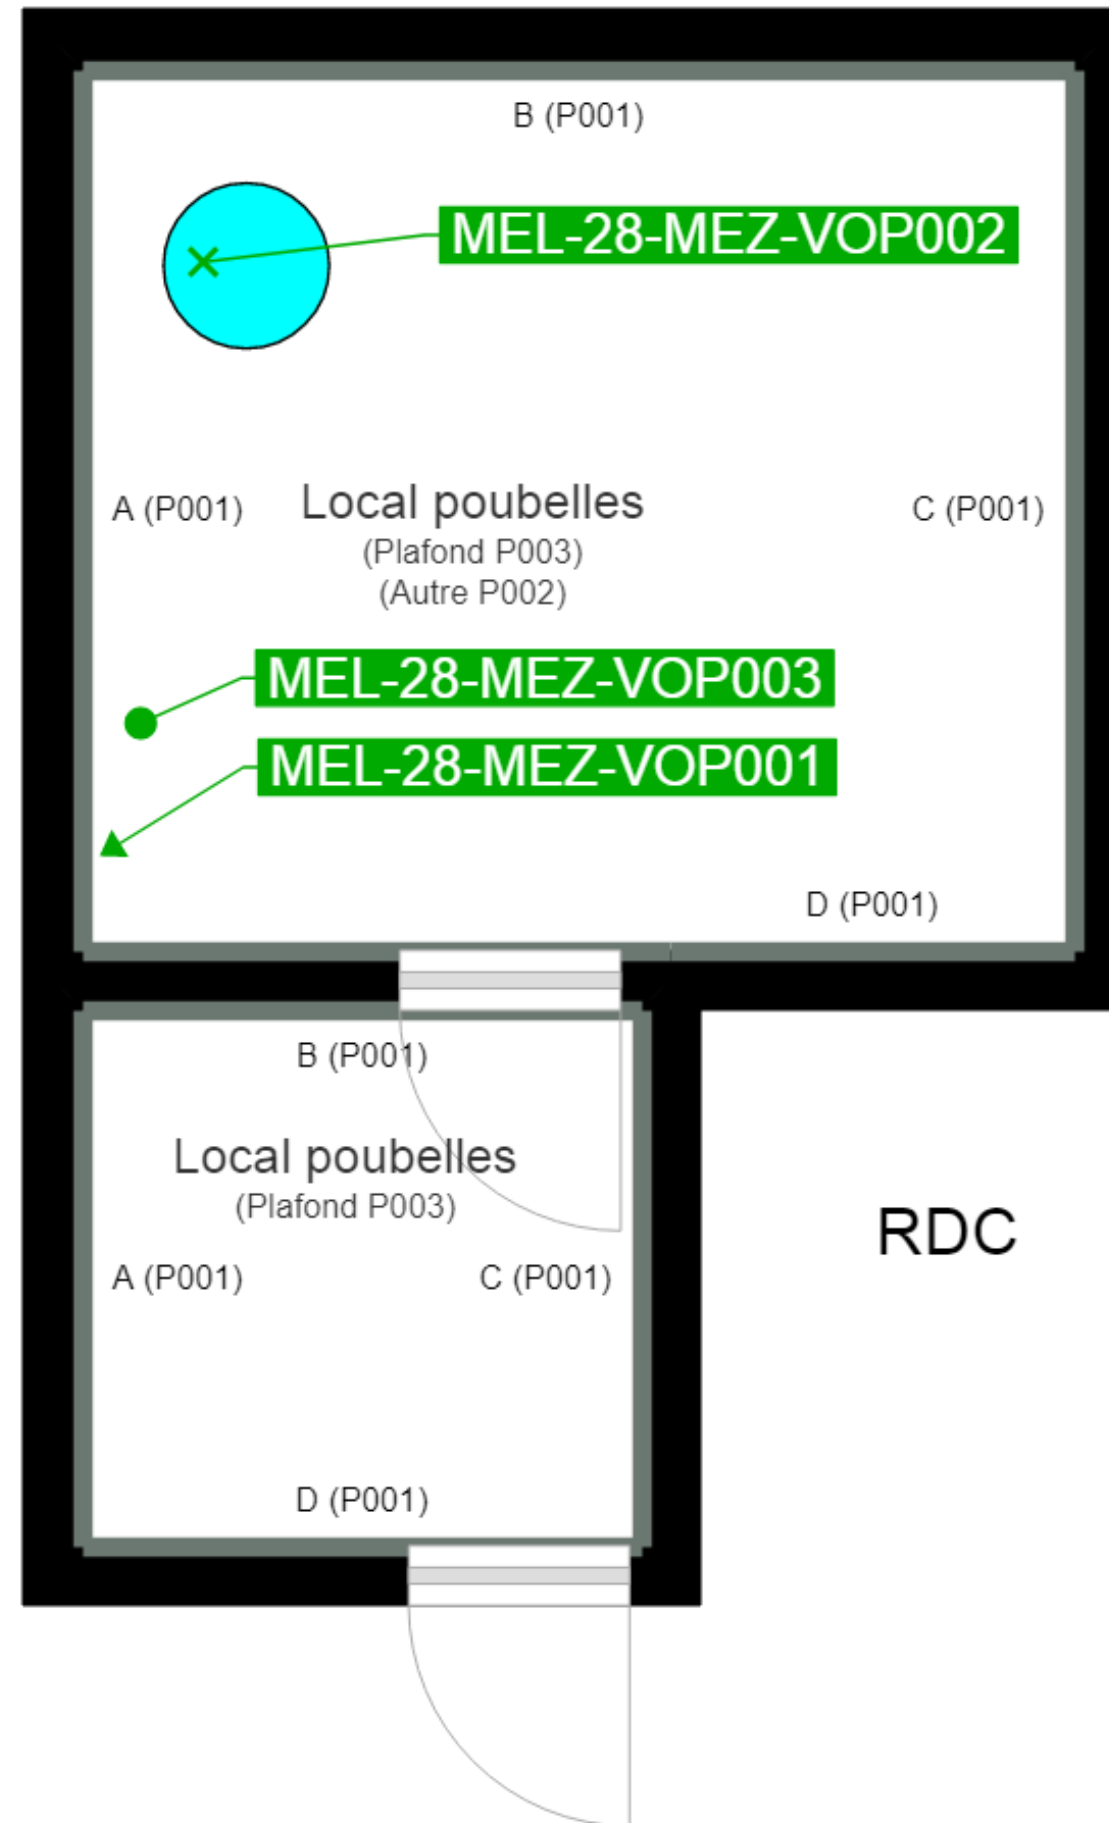 B (P001)
MEL-28-MEZ-VOP002
A (P001)
Local poubelles
(Plafond P003)
(Autre P002)
C (P001)
MEL-28-MEZ-VOP003
MEL-28-MEZ-VOP001
D (P001)
B (P001)
Local poubelles
(Plafond P003)
RDC
A (P001)
C (P001)
D (P001)